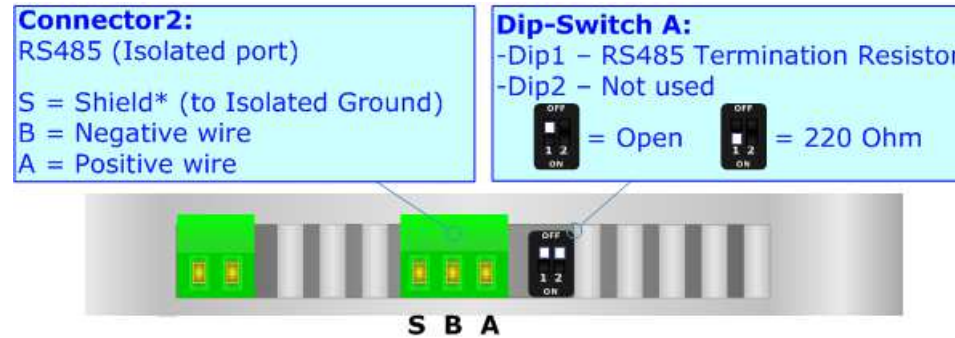 Connector2:
RS485 (Isolated port)
S = Shield* (to Isolated Ground)
B = Negative wire
A = Positive wire
Dip-Switch A:
-Dip1 – RS485 Termination Resistor
-Dip2 – Not used
OFF
1 2
ON
= Open
OFF
1 2
ON
= 220 Ohm
OFF
1 2
ON
S B A